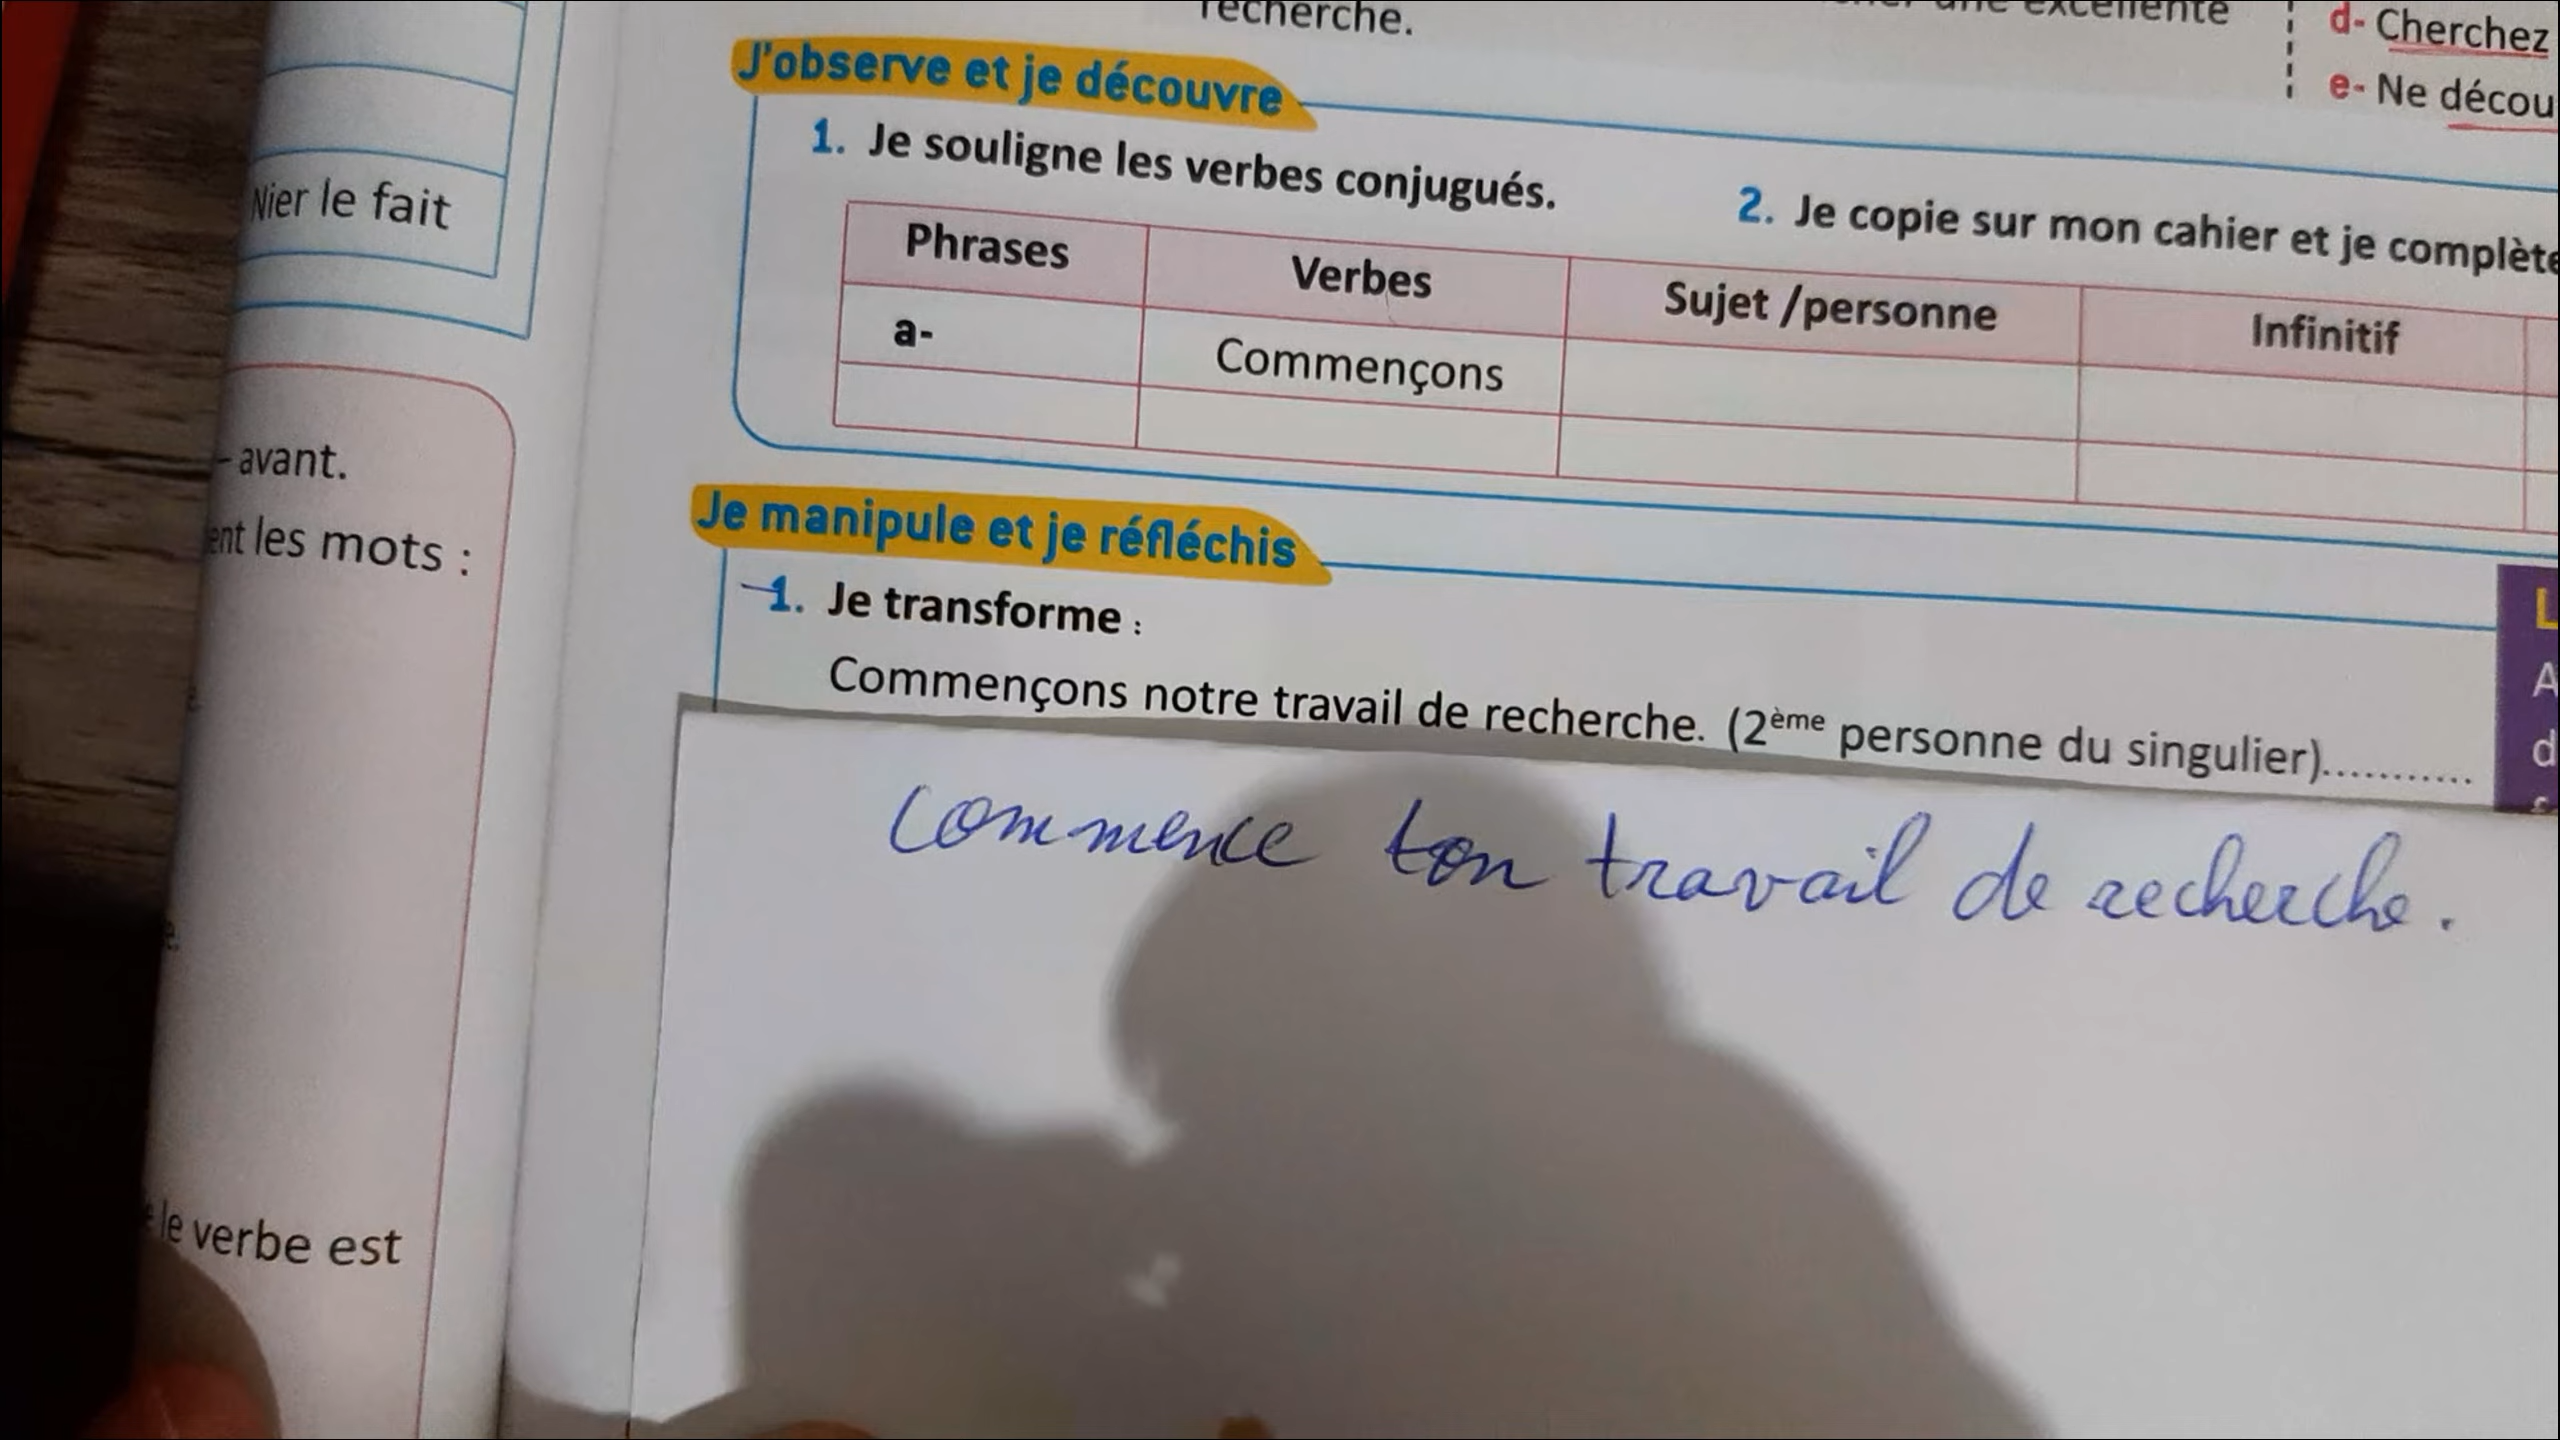 recherche.
excellente
d- Cherchez
e- Ne décou
J'observe et je découvre
1. Je souligne les verbes conjugués.
2. Je copie sur mon cahier et je complète
Phrases Verbes Sujet /personne Infinitif
a- Commençons
Nier le fait
- avant.
les mots :
le verbe est
Je manipule et je réfléchis
1. Je transforme :
Commençons notre travail de recherche. (2ème personne du singulier)...........
Commence ton travail de recherche.